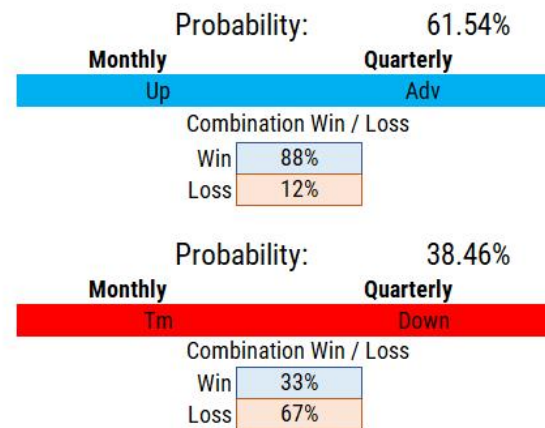 Probability: 61.54%
Monthly Quarterly
Up Adv
Combination Win / Loss
Win 88%
Loss 12%
Probability: 38.46%
Monthly Quarterly
Tm Down
Combination Win / Loss
Win 33%
Loss 67%